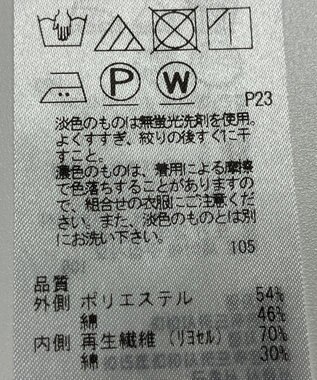 P W
P23
淡色のものは無蛍光洗剤を使用。
よくすすぎ、絞りの後すぐに干
すこと。
濃色のものは、着用による摩擦
で色落ちすることがありますの
で、組合せの衣服にご注意くだ
さい。また、淡色のものとは別
にお洗い下さい。
105
品質
外側 ポリエステル 54%
綿 46%
内側 再生繊維 (リヨセル) 70%
綿 30%